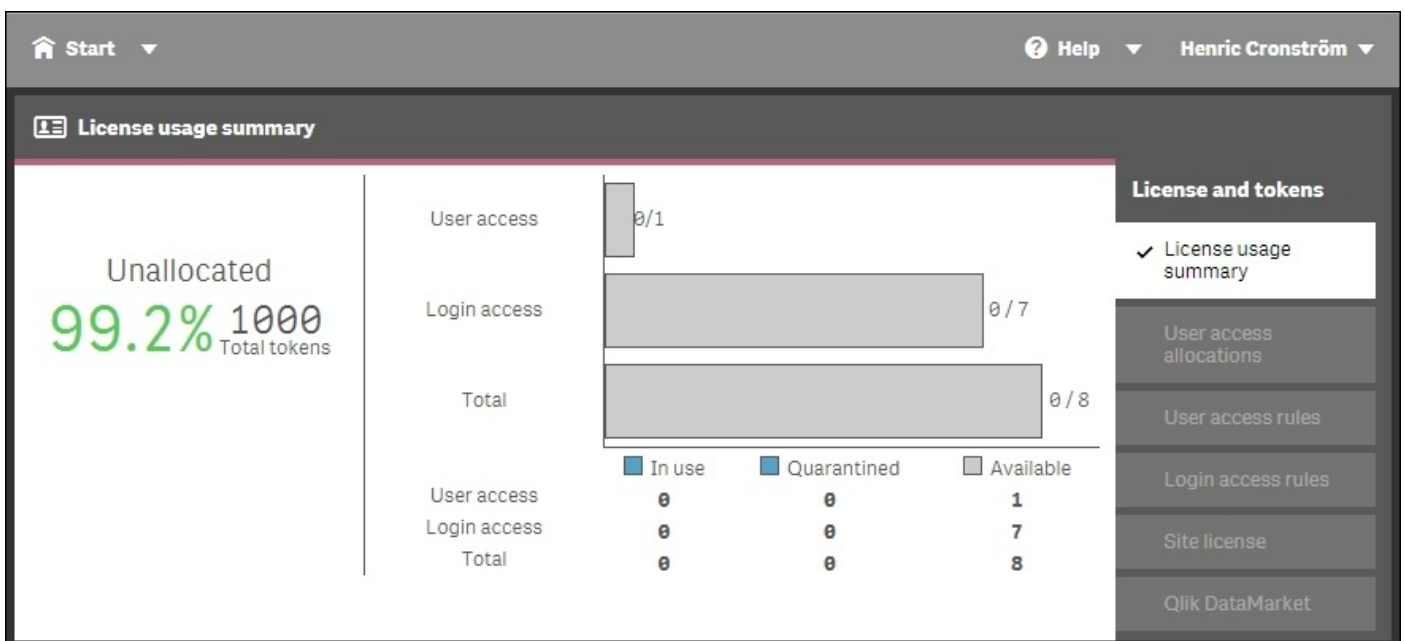 Start
Help
Henric Cronström
License usage summary
Unallocated
99.2% 1000
Total tokens
User access 0/1
Login access 0/7
Total 0/8
In use Quarantined Available
User access 0 0 1
Login access 0 0 7
Total 0 0 8
License and tokens
License usage
summary
User access
allocations
User access rules
Login access rules
Site license
Qlik DataMarket